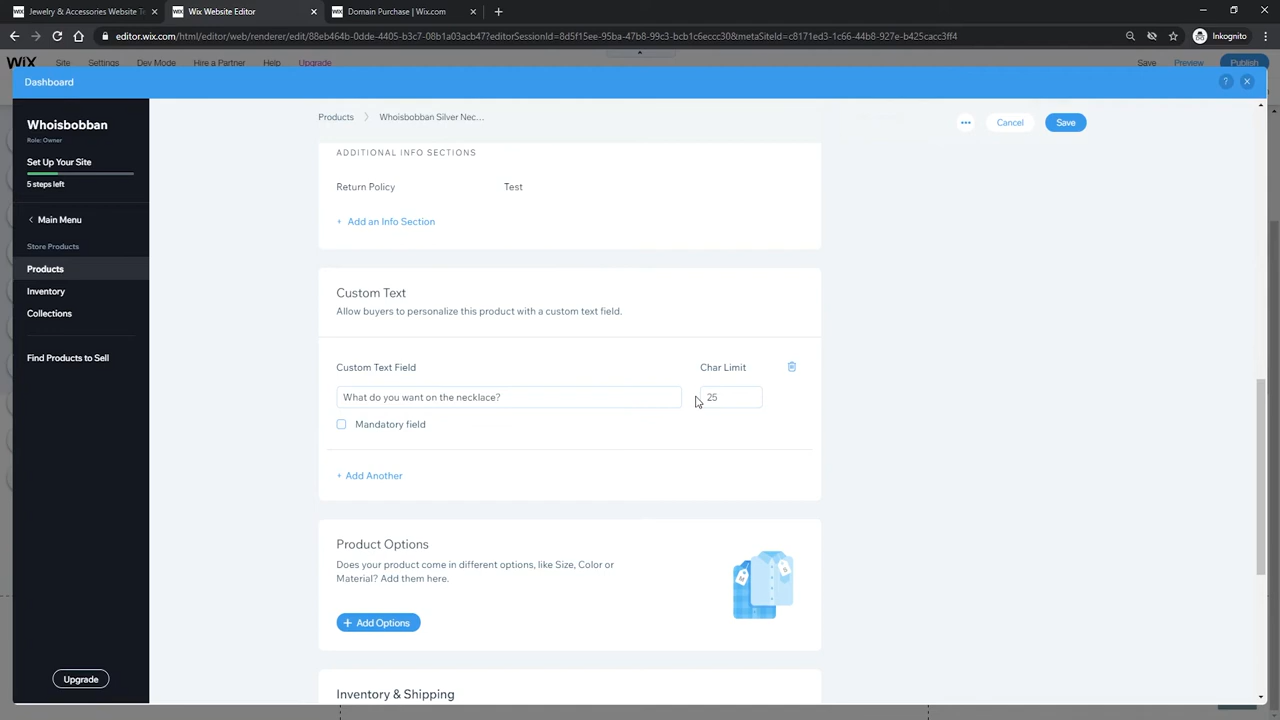 Jewelry & Accessories Website T
Wix Website Editor
Domain Purchase | Wix.com
editor.wix.com/html/editor/web/renderer/edit/88eb464b-0dde-4405-b3c7-08b1a03acb47?editorSessionId=8d5f15ee-95ba-47b8-99c3-bcb1c6eccc30&metaSiteId=c8171ed3-1c66-44b8-927e-b425cacc3ff4
Inkognito
WiX Site Settings Dev Mode Hire a Partner Help Upgrade Save Preview Publish
Dashboard
?
Whoisbobban
Role: Owner
Set Up Your Site
5 steps left
Main Menu
Store Products
Products
Inventory
Collections
Find Products to Sell
Upgrade
Products Whoisbobban Silver Nec...
Cancel
Save
ADDITIONAL INFO SECTIONS
Return Policy Test
+ Add an Info Section
Custom Text
Allow buyers to personalize this product with a custom text field.
Custom Text Field Char Limit
What do you want on the necklace? 25
Mandatory field
+ Add Another
Product Options
Does your product come in different options, like Size, Color or
Material? Add them here.
+ Add Options
Inventory & Shipping